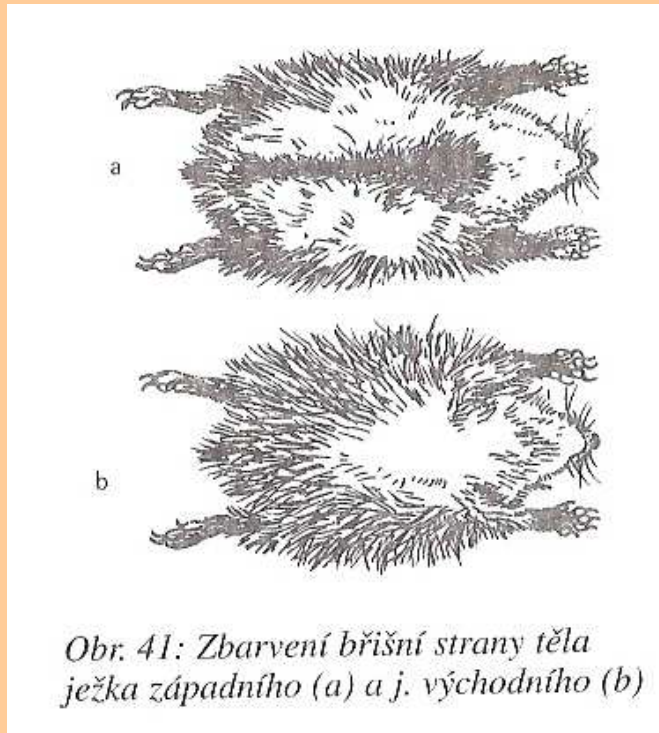 a
b
Obr. 41: Zbarvení břišní strany těla
ježka západního (a) a j. východního (b)